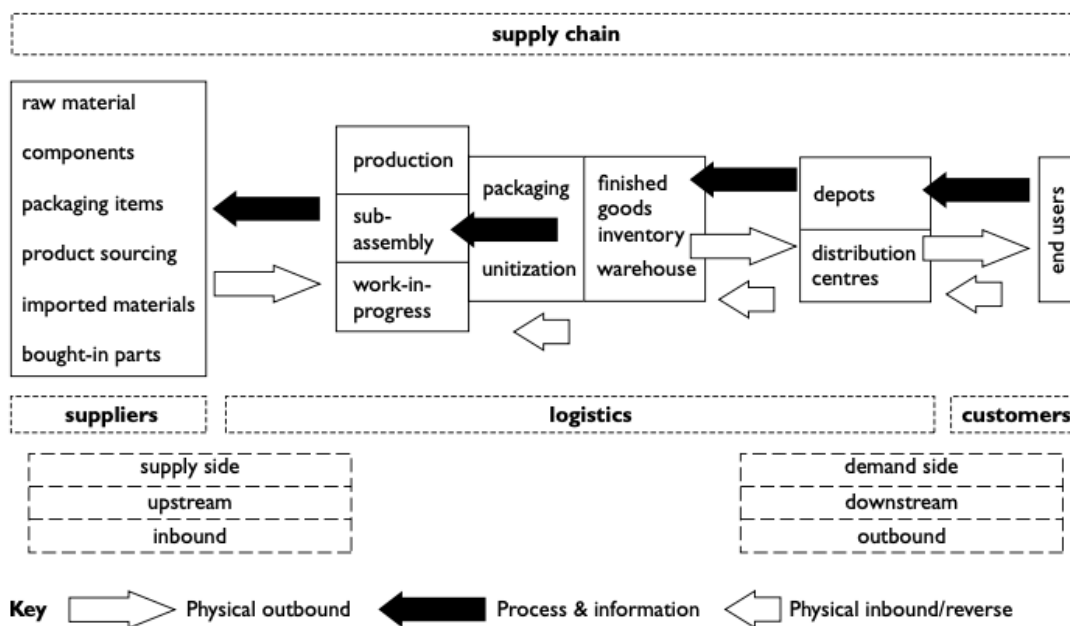 supply chain
raw material
components
packaging items
product sourcing
imported materials
bought-in parts
production
sub-
assembly
work-in-
progress
packaging
unitization
finished
goods
inventory
warehouse
depots
distribution
centres
end users
suppliers
logistics
customers
supply side
upstream
inbound
demand side
downstream
outbound
Key Physical outbound Process & information Physical inbound/reverse